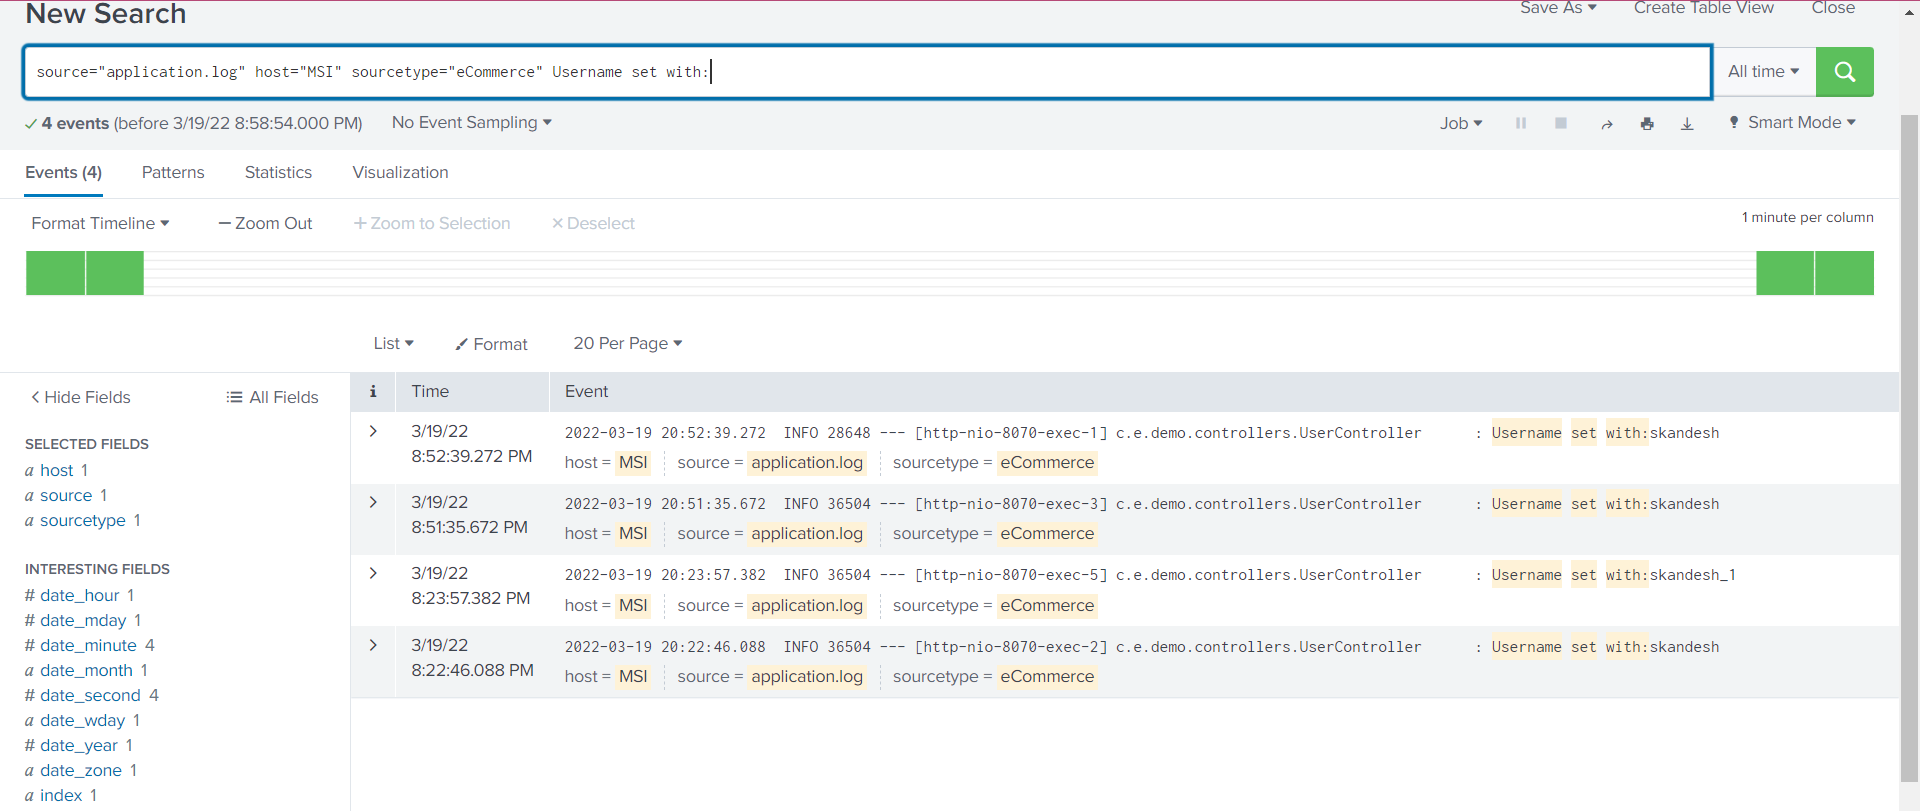 New Search
Save As Create Table View Close
source="application.log" host="MSI" sourcetype="eCommerce" Username set with:
All time
4 events (before 3/19/22 8:58:54.000 PM) No Event Sampling
Job Smart Mode
Events (4) Patterns Statistics Visualization
Format Timeline — Zoom Out + Zoom to Selection × Deselect
1 minute per column
List Format 20 Per Page
< Hide Fields All Fields
SELECTED FIELDS
a host 1
a source 1
a sourcetype 1
INTERESTING FIELDS
# date_hour 1
# date_mday 1
# date_minute 4
a date_month 1
# date_second 4
a date_wday 1
# date_year 1
a date_zone 1
a index 1
i Time Event
3/19/22
8:52:39.272 PM
2022-03-19 20:52:39.272 INFO 28648 --- [http-nio-8070-exec-1] c.e.demo.controllers.UserController : Username set with:skandesh
host = MSI source = application.log sourcetype = eCommerce
3/19/22
8:51:35.672 PM
2022-03-19 20:51:35.672 INFO 36504 --- [http-nio-8070-exec-3] c.e.demo.controllers.UserController : Username set with:skandesh
host = MSI source = application.log sourcetype = eCommerce
3/19/22
8:23:57.382 PM
2022-03-19 20:23:57.382 INFO 36504 --- [http-nio-8070-exec-5] c.e.demo.controllers.UserController : Username set with:skandesh_1
host = MSI source = application.log sourcetype = eCommerce
3/19/22
8:22:46.088 PM
2022-03-19 20:22:46.088 INFO 36504 --- [http-nio-8070-exec-2] c.e.demo.controllers.UserController : Username set with:skandesh
host = MSI source = application.log sourcetype = eCommerce